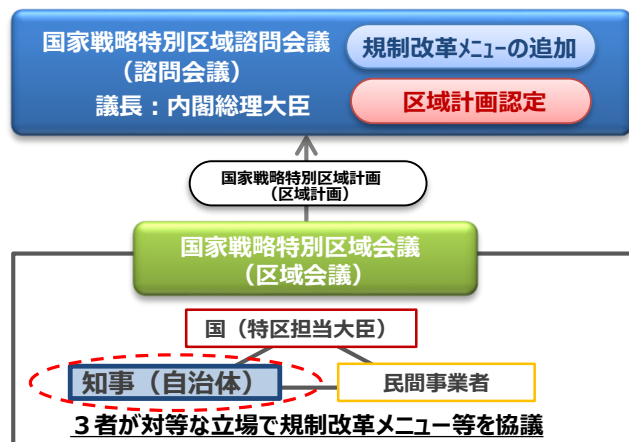 国家戦略特別区域諮問会議
（諮問会議）
議長：内閣総理大臣
規制改革ﾒﾆｭｰの追加
区域計画認定
国家戦略特別区域計画
（区域計画）
国家戦略特別区域会議
（区域会議）
国（特区担当大臣）
知事（自治体）
民間事業者
３者が対等な立場で規制改革メニュー等を協議